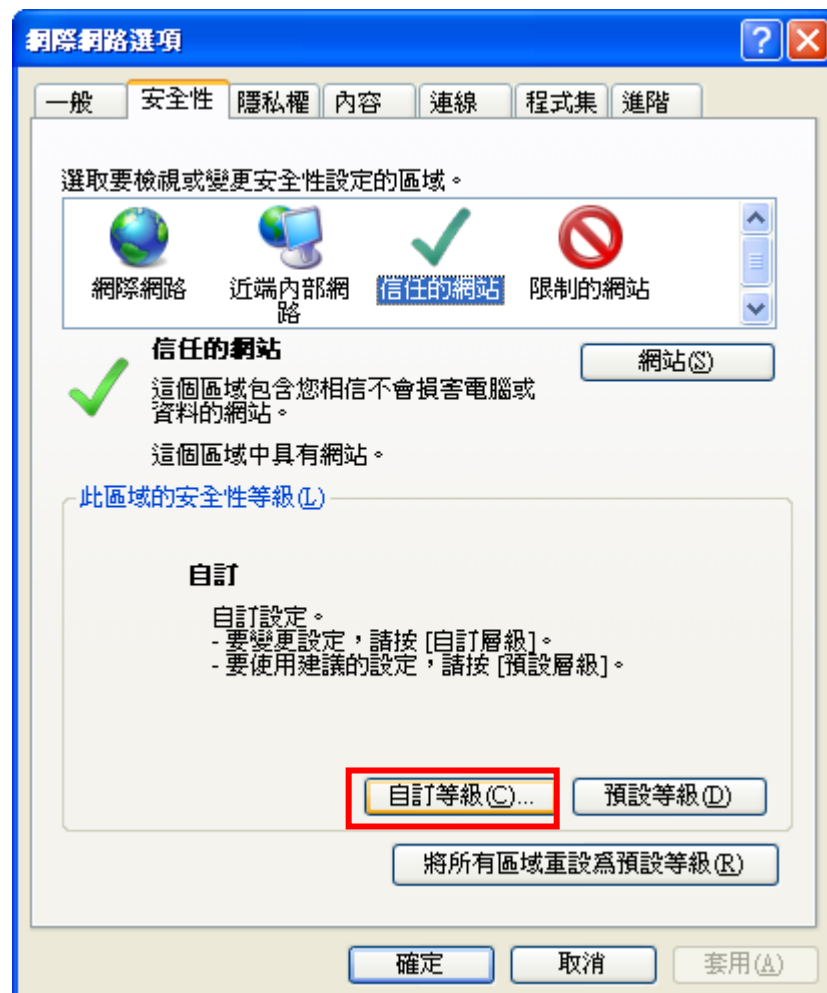 網際網路選項
一般 安全性 隱私權 內容 連線 程式集 進階
選取要檢視或變更安全性設定的區域。
網際網路 近端內部網路 信任的網站 限制的網站
信任的網站
網站(S)
這個區域包含您相信不會損害電腦或
資料的網站。
這個區域中具有網站。
此區域的安全性等級(L)
自訂
自訂設定。
- 要變更設定，請按 [自訂層級]。
- 要使用建議的設定，請按 [預設層級]。
自訂等級(C)... 預設等級(D)
將所有區域重設為預設等級(R)
確定 取消 套用(A)